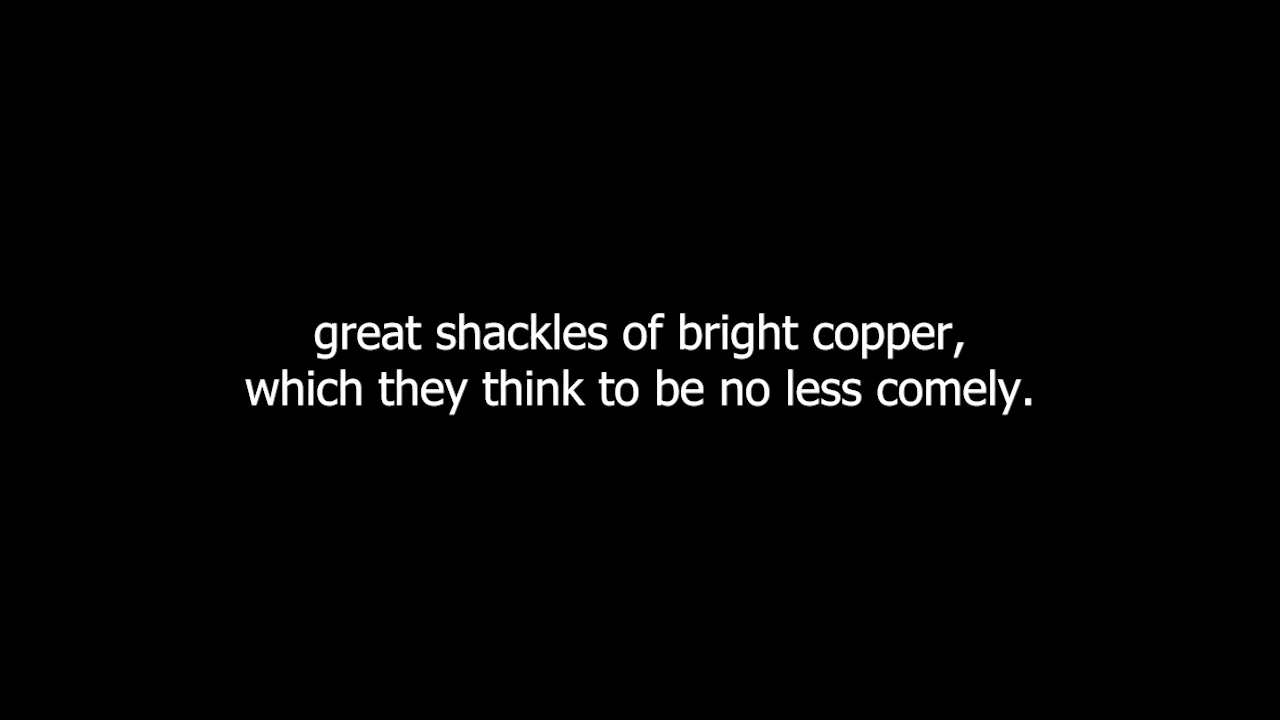 great shackles of bright copper,
which they think to be no less comely.